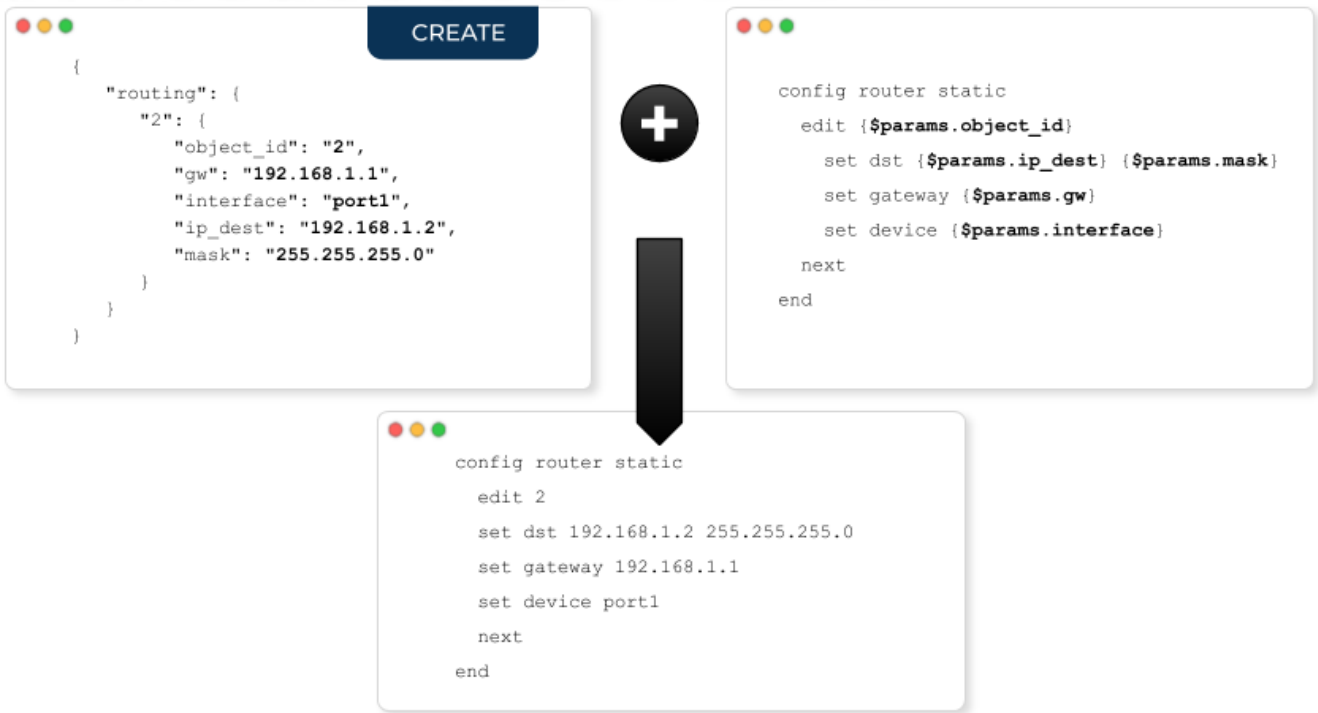 CREATE
{
"routing": {
"2": {
"object_id": "2",
"gw": "192.168.1.1",
"interface": "port1",
"ip_dest": "192.168.1.2",
"mask": "255.255.255.0"
}
}
}
config router static
edit {$params.object_id}
set dst {$params.ip_dest} {$params.mask}
set gateway {$params.gw}
set device {$params.interface}
next
end
config router static
edit 2
set dst 192.168.1.2 255.255.255.0
set gateway 192.168.1.1
set device port1
next
end